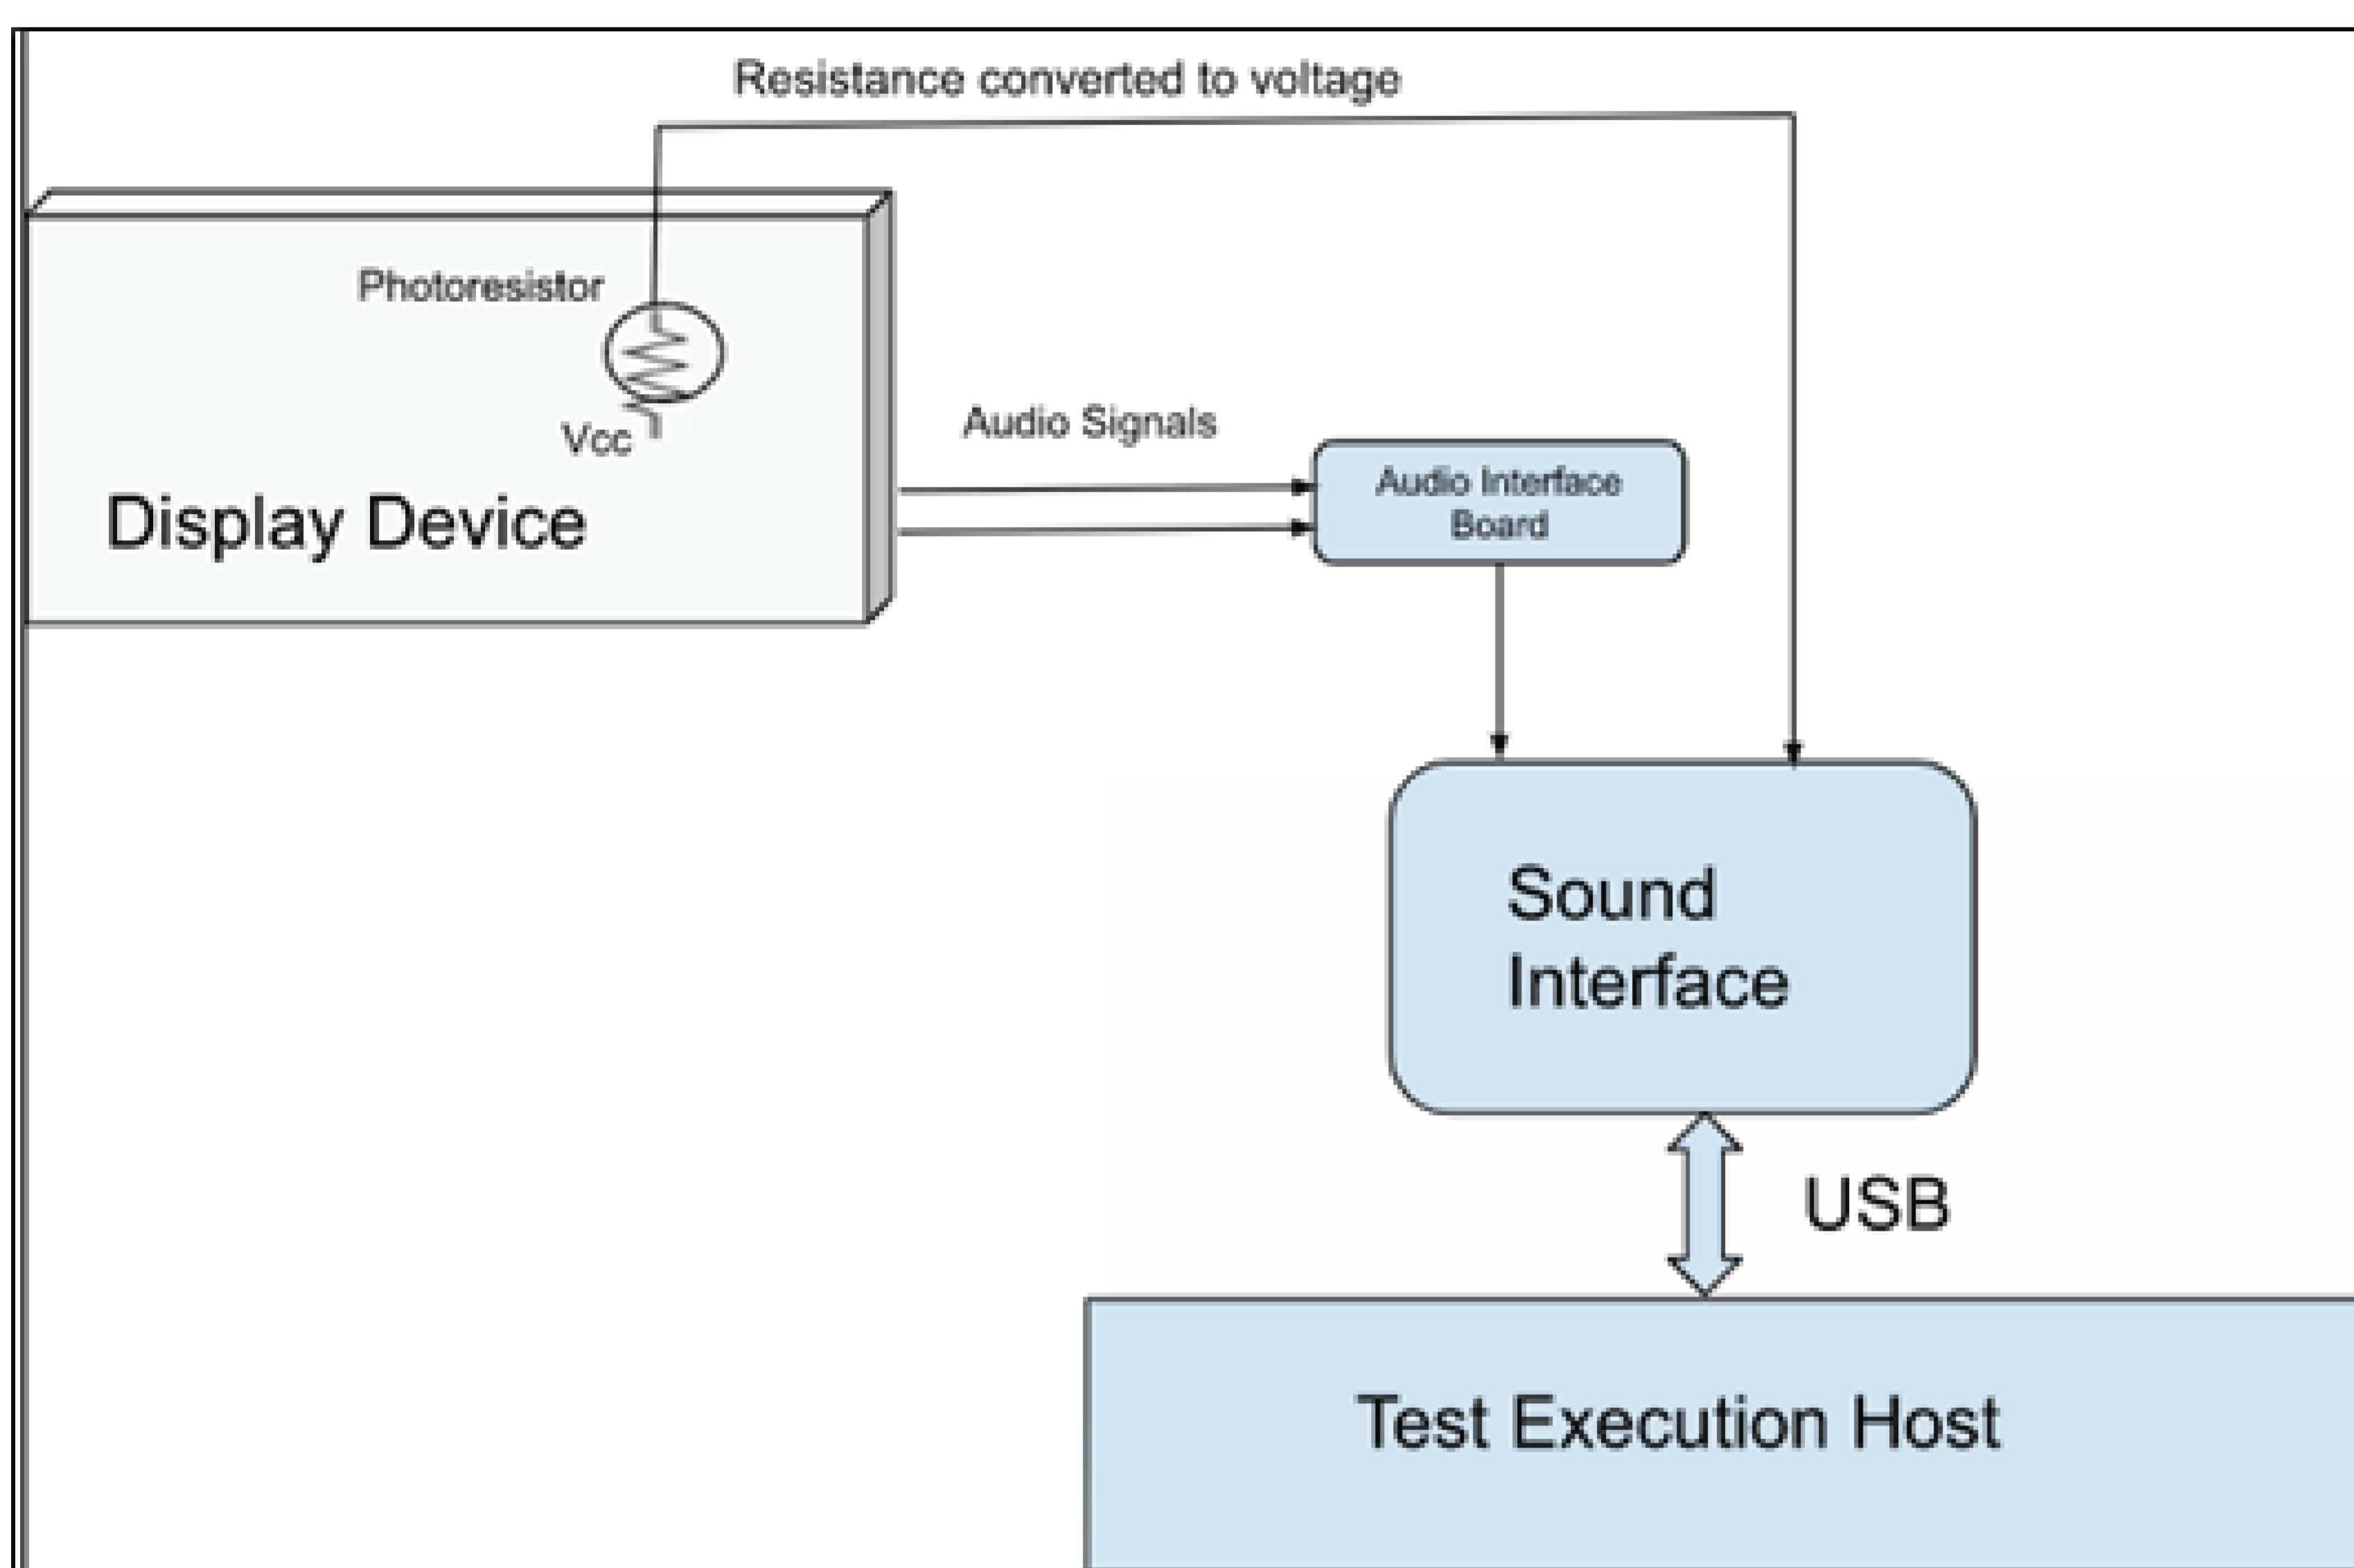 Resistance converted to voltage
Photoresistor
Vcc
Display Device
Audio Signals
Audio Interface
Board
Sound
Interface
USB
Test Execution Host